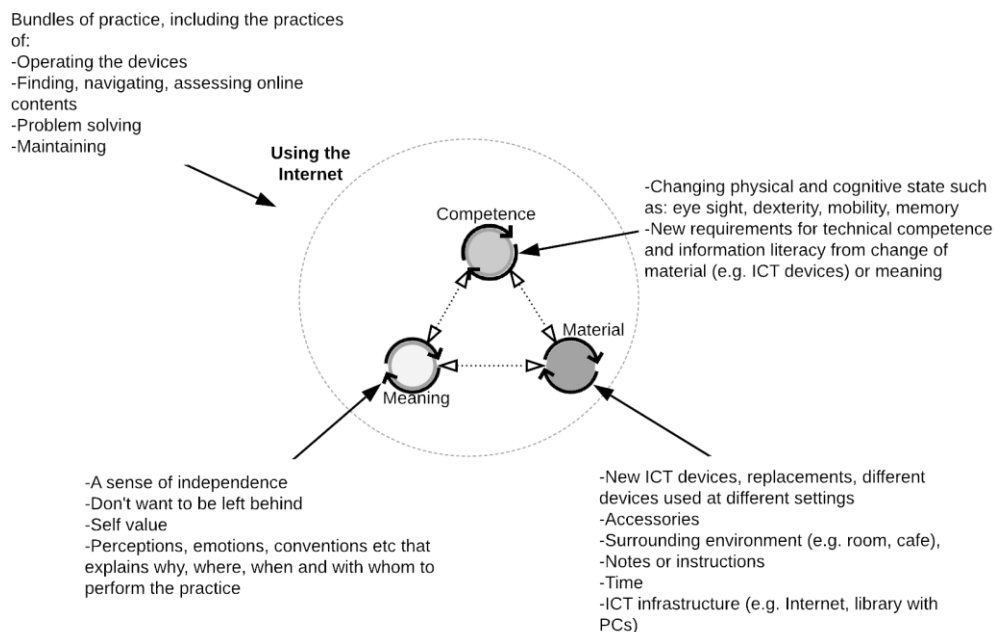 Bundles of practice, including the practices
of:
-Operating the devices
-Finding, navigating, assessing online
contents
-Problem solving
-Maintaining
Using the
Internet
Competence
-Changing physical and cognitive state such
as: eye sight, dexterity, mobility, memory
-New requirements for technical competence
and information literacy from change of
material (e.g. ICT devices) or meaning
Material
Meaning
-A sense of independence
-Don't want to be left behind
-Self value
-Perceptions, emotions, conventions etc that
explains why, where, when and with whom to
perform the practice
-New ICT devices, replacements, different
devices used at different settings
-Accessories
-Surrounding environment (e.g. room, cafe),
-Notes or instructions
-Time
-ICT infrastructure (e.g. Internet, library with
PCs)